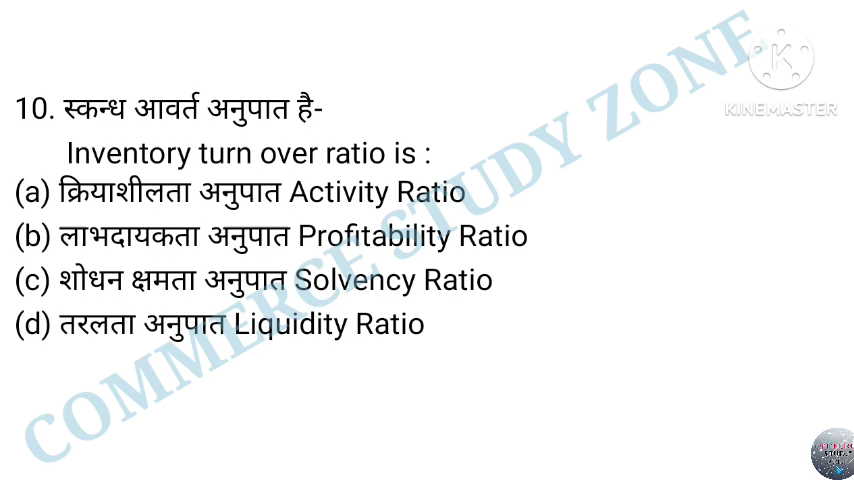 10. स्कन्ध आवर्त अनुपात है-
Inventory turn over ratio is :
(a) क्रियाशीलता अनुपात Activity Ratio
(b) लाभदायकता अनुपात Profitability Ratio
(c) शोधन क्षमता अनुपात Solvency Ratio
(d) तरलता अनुपात Liquidity Ratio
COMMERCE STUDY ZONE
K
KINEMASTER